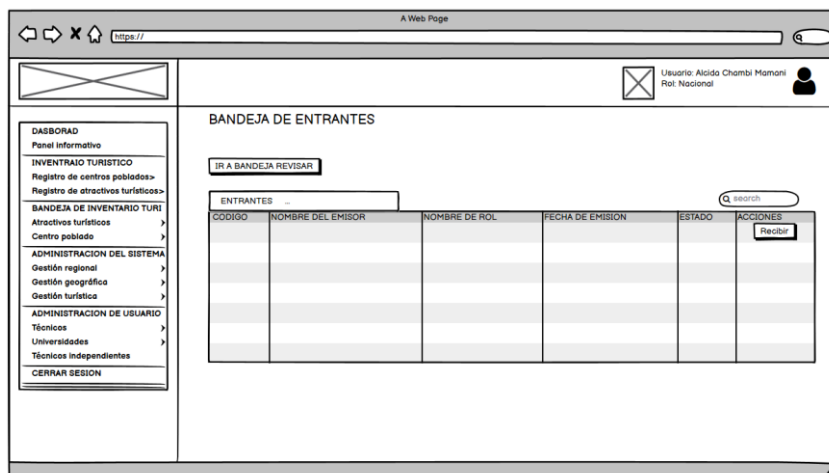 A Web Page
https://
Usuario: Alcida Chambi Mamani
Rol: Nacional
DASBORAD
Panel informativo
INVENTRAIO TURISTICO
Registro de centros poblados>
Registro de atractivos turísticos>
BANDEJA DE INVENTARIO TURI
Atractivos turísticos >
Centro poblado >
ADMINISTRACION DEL SISTEMA
Gestión regional >
Gestión geográfica >
Gestión turística >
ADMINISTRACION DE USUARIO
Técnicos >
Universidades >
Técnicos independientes
CERRAR SESION
BANDEJA DE ENTRANTES
IR A BANDEJA REVISAR
ENTRANTES _
search
CODIGO NOMBRE DEL EMISOR NOMBRE DE ROL FECHA DE EMISION ESTADO ACCIONES
Recibir